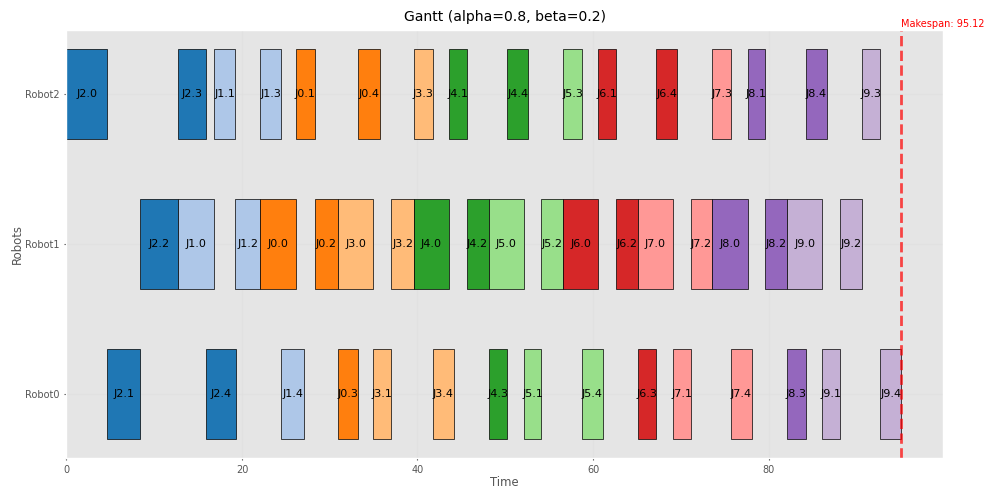 Gantt (alpha=0.8, beta=0.2)
Makespan: 95.12
Robots
Robot2
J2.0 J2.3 J1.1 J1.3 J0.1 J0.4 J3.3 J4.1 J4.4 J5.3 J6.1 J6.4 J7.3 J8.1 J8.4 J9.3
Robot1
J2.2 J1.0 J1.2 J0.0 J0.2 J3.0 J3.2 J4.0 J4.2 J5.0 J5.2 J6.0 J6.2 J7.0 J7.2 J8.0 J8.2 J9.0 J9.2
Robot0
J2.1 J2.4 J1.4 J0.3 J3.1 J3.4 J4.3 J5.1 J5.4 J6.3 J7.1 J7.4 J8.3 J9.1 J9.4
0 20 40 60 80
Time